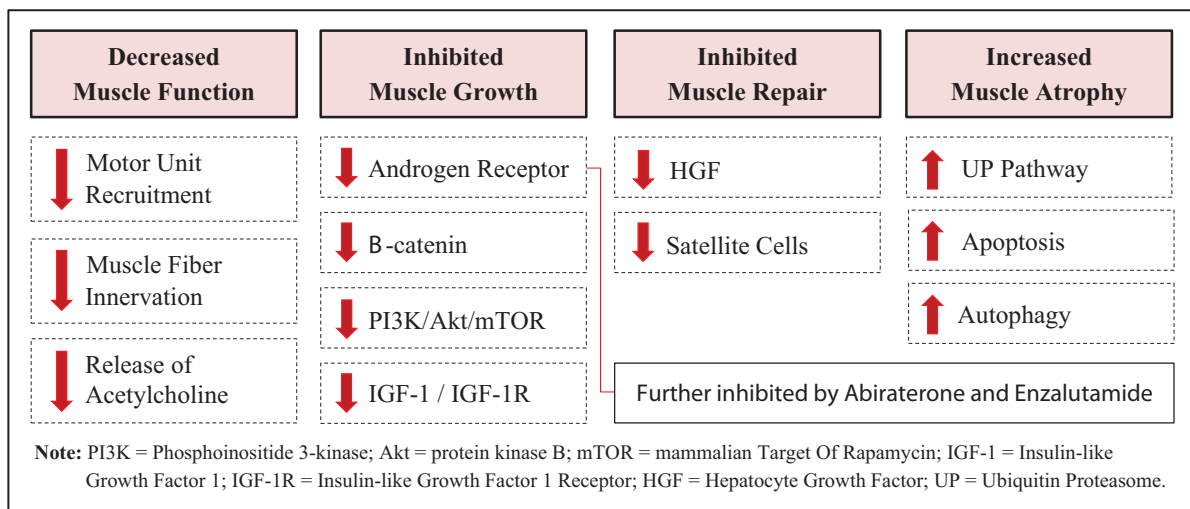 Decreased
Muscle Function
Motor Unit
Recruitment
Muscle Fiber
Innervation
Release of
Acetylcholine
Inhibited
Muscle Growth
Androgen Receptor
B-catenin
PI3K/Akt/mTOR
IGF-1 / IGF-1R
Inhibited
Muscle Repair
HGF
Satellite Cells
Increased
Muscle Atrophy
UP Pathway
Apoptosis
Autophagy
Further inhibited by Abiraterone and Enzalutamide
Note: PI3K = Phosphoinositide 3-kinase; Akt = protein kinase B; mTOR = mammalian Target Of Rapamycin; IGF-1 = Insulin-like
Growth Factor 1; IGF-1R = Insulin-like Growth Factor 1 Receptor; HGF = Hepatocyte Growth Factor; UP = Ubiquitin Proteasome.